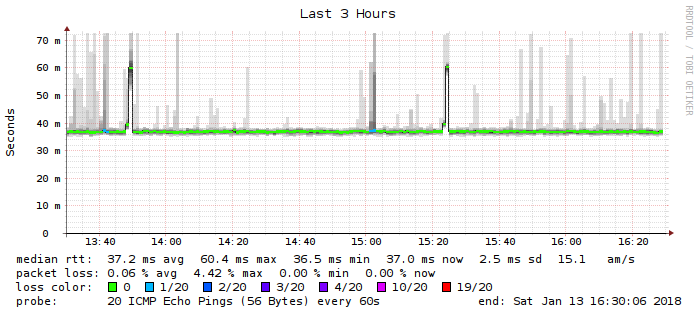 Last 3 Hours
RRDTOOL / TOBI OETIKER
Seconds
70 m
60 m
50 m
40 m
30 m
20 m
10 m
0
13:40 14:00 14:20 14:40 15:00 15:20 15:40 16:00 16:20
median rtt: 37.2 ms avg 60.4 ms max 36.5 ms min 37.0 ms now 2.5 ms sd 15.1 am/s
packet loss: 0.06 % avg 4.42 % max 0.00 % min 0.00 % now
loss color: 0 1/20 2/20 3/20 4/20 10/20 19/20
probe: 20 ICMP Echo Pings (56 Bytes) every 60s end: Sat Jan 13 16:30:06 2018